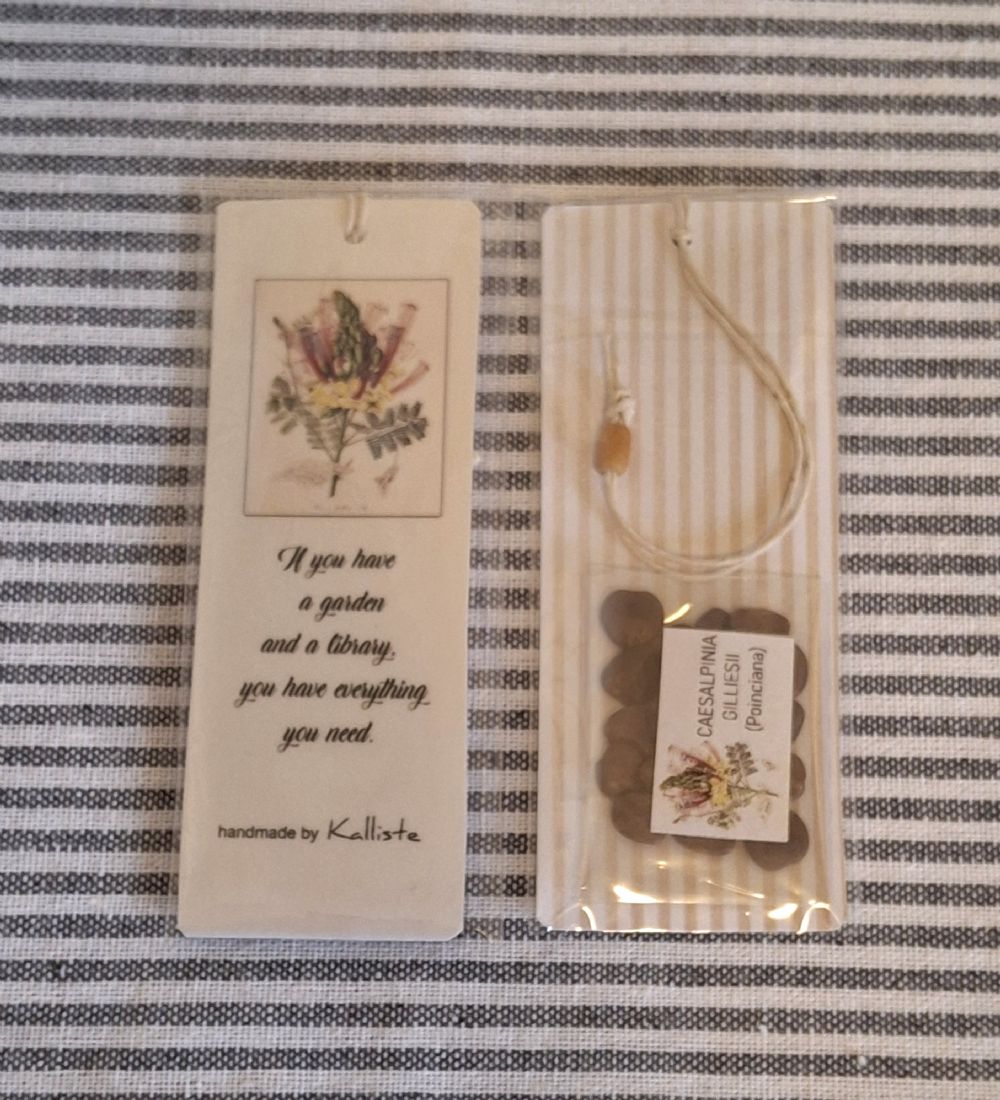 If you have
a garden
and a library,
you have everything
you need.
handmade by Kalliste
CAESALPINIA
GILLIESII
(Poinciana)